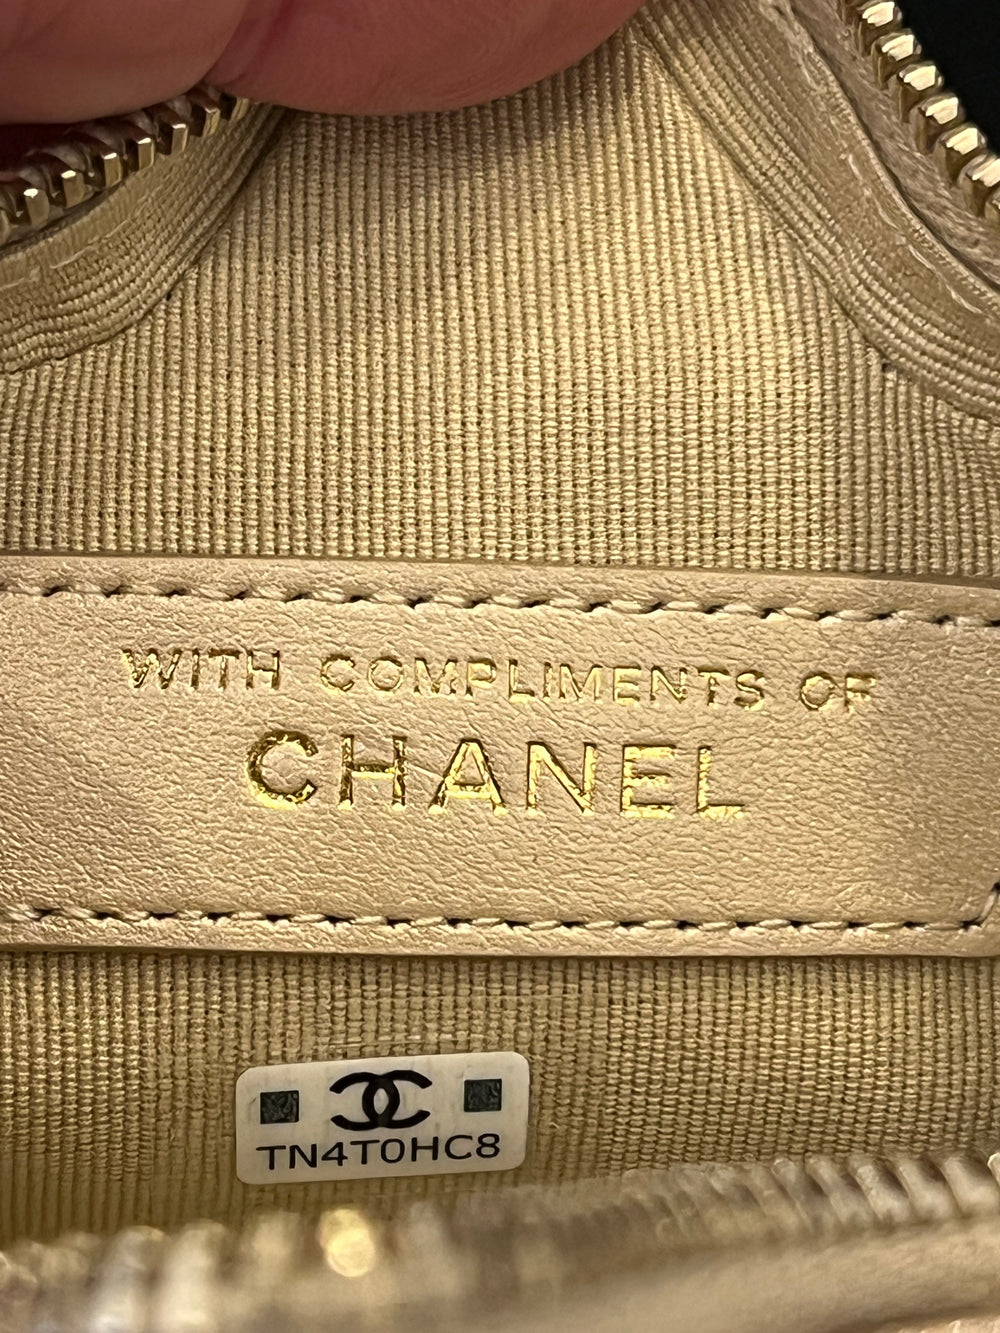 WITH COMPLIMENTS OF
CHANEL
TN4T0HC8